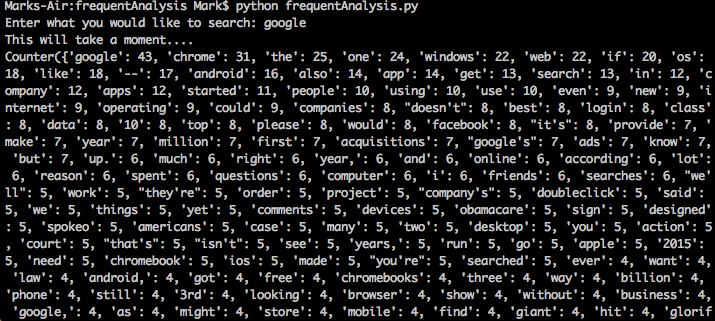 Marks-Air:frequentAnalysis Mark$ python frequentAnalysis.py
Enter what you would like to search: google
This will take a moment....
Counter({'google': 43, 'chrome': 31, 'the': 25, 'one': 24, 'windows': 22, 'web': 22, 'if': 20, 'os':
18, 'like': 18, '--': 17, 'android': 16, 'also': 14, 'app': 14, 'get': 13, 'search': 13, 'in': 12, 'c
ompany': 12, 'apps': 12, 'started': 11, 'people': 10, 'using': 10, 'use': 10, 'even': 9, 'new': 9, 'i
nternet': 9, 'operating': 9, 'could': 9, 'companies': 8, "doesn't": 8, 'best': 8, 'login': 8, 'class'
: 8, 'data': 8, '10': 8, 'top': 8, 'please': 8, 'would': 8, 'facebook': 8, "it's": 8, 'provide': 7, '
make': 7, 'year': 7, 'million': 7, 'first': 7, 'acquisitions': 7, "google's": 7, 'ads': 7, 'know': 7,
'but': 7, 'up.': 6, 'much': 6, 'right': 6, 'year,': 6, 'and': 6, 'online': 6, 'according': 6, 'lot':
6, 'reason': 6, 'spent': 6, 'questions': 6, 'computer': 6, 'i': 6, 'friends': 6, 'searches': 6, "we'
ll": 5, 'work': 5, "they're": 5, 'order': 5, 'project': 5, "company's": 5, 'doubleclick': 5, 'said':
5, 'we': 5, 'things': 5, 'yet': 5, 'comments': 5, 'devices': 5, 'obamacare': 5, 'sign': 5, 'designed'
: 5, 'spokeo': 5, 'americans': 5, 'case': 5, 'many': 5, 'two': 5, 'desktop': 5, 'you': 5, 'action': 5
, 'court': 5, "that's": 5, "isn't": 5, 'see': 5, 'years,': 5, 'run': 5, 'go': 5, 'apple': 5, '2015':
5, 'need': 5, 'chromebook': 5, 'ios': 5, 'made': 5, "you're": 5, 'searched': 5, 'ever': 4, 'want': 4,
'law': 4, 'android,': 4, 'got': 4, 'free': 4, 'chromebooks': 4, 'three': 4, 'way': 4, 'billion': 4,
'phone': 4, 'still': 4, '3rd': 4, 'looking': 4, 'browser': 4, 'show': 4, 'without': 4, 'business': 4,
'google,': 4, 'as': 4, 'might': 4, 'store': 4, 'mobile': 4, 'find': 4, 'giant': 4, 'hit': 4, 'glorif